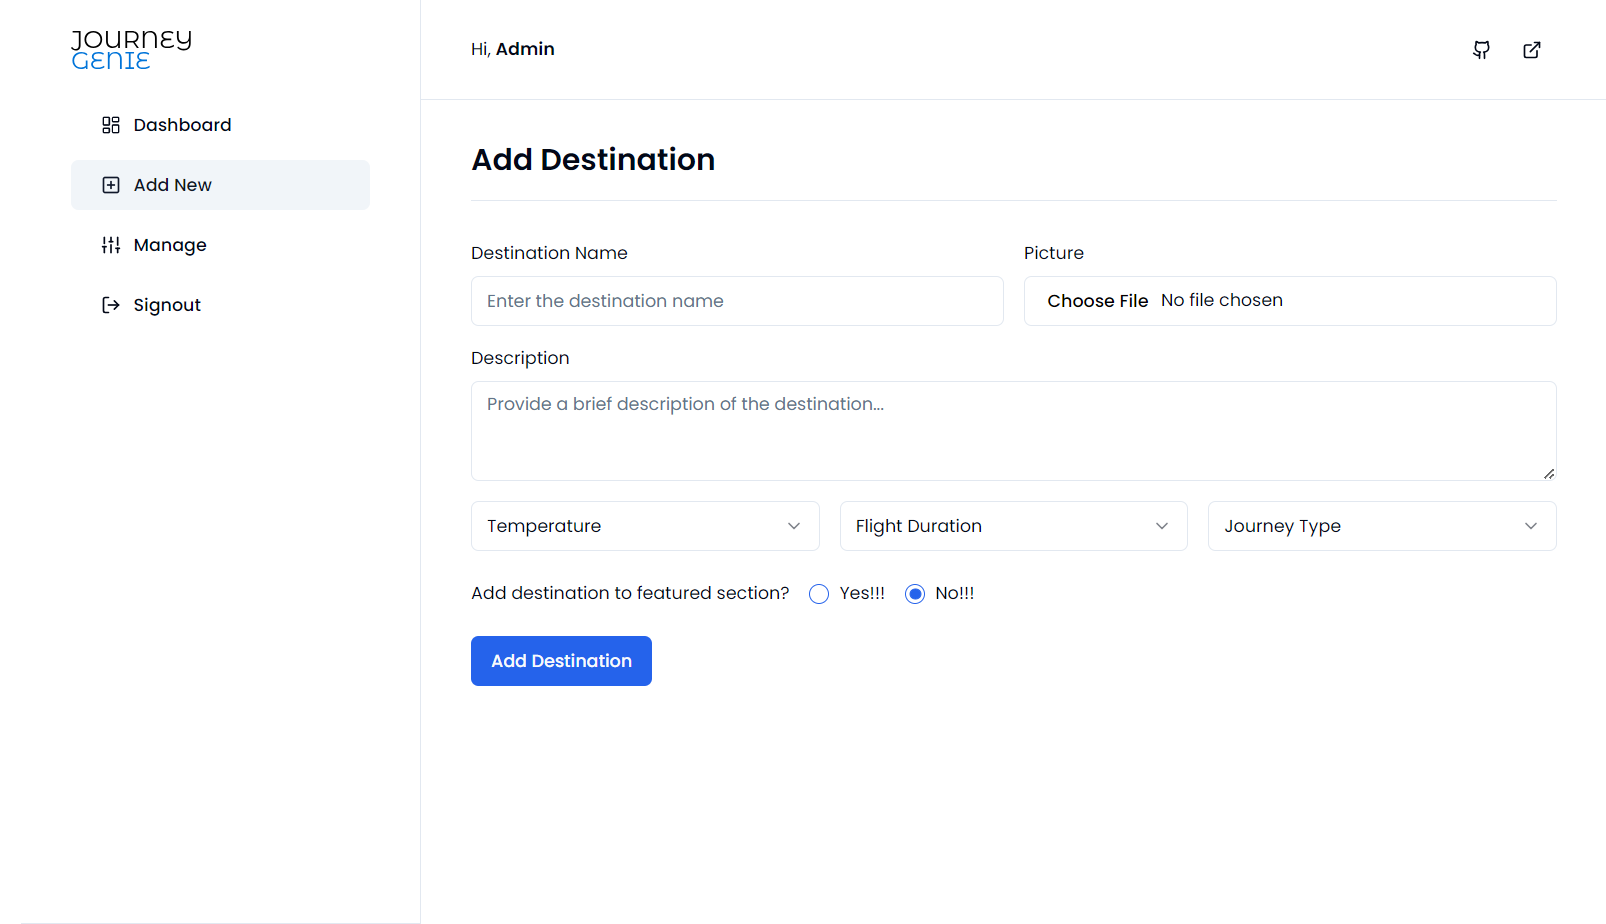 JOURNEY
GENIE
Dashboard
Add New
Manage
Signout
Hi, Admin
Add Destination
Destination Name
Picture
Enter the destination name
Choose File No file chosen
Description
Provide a brief description of the destination...
Temperature
Flight Duration
Journey Type
Add destination to featured section? Yes!!! No!!!
Add Destination